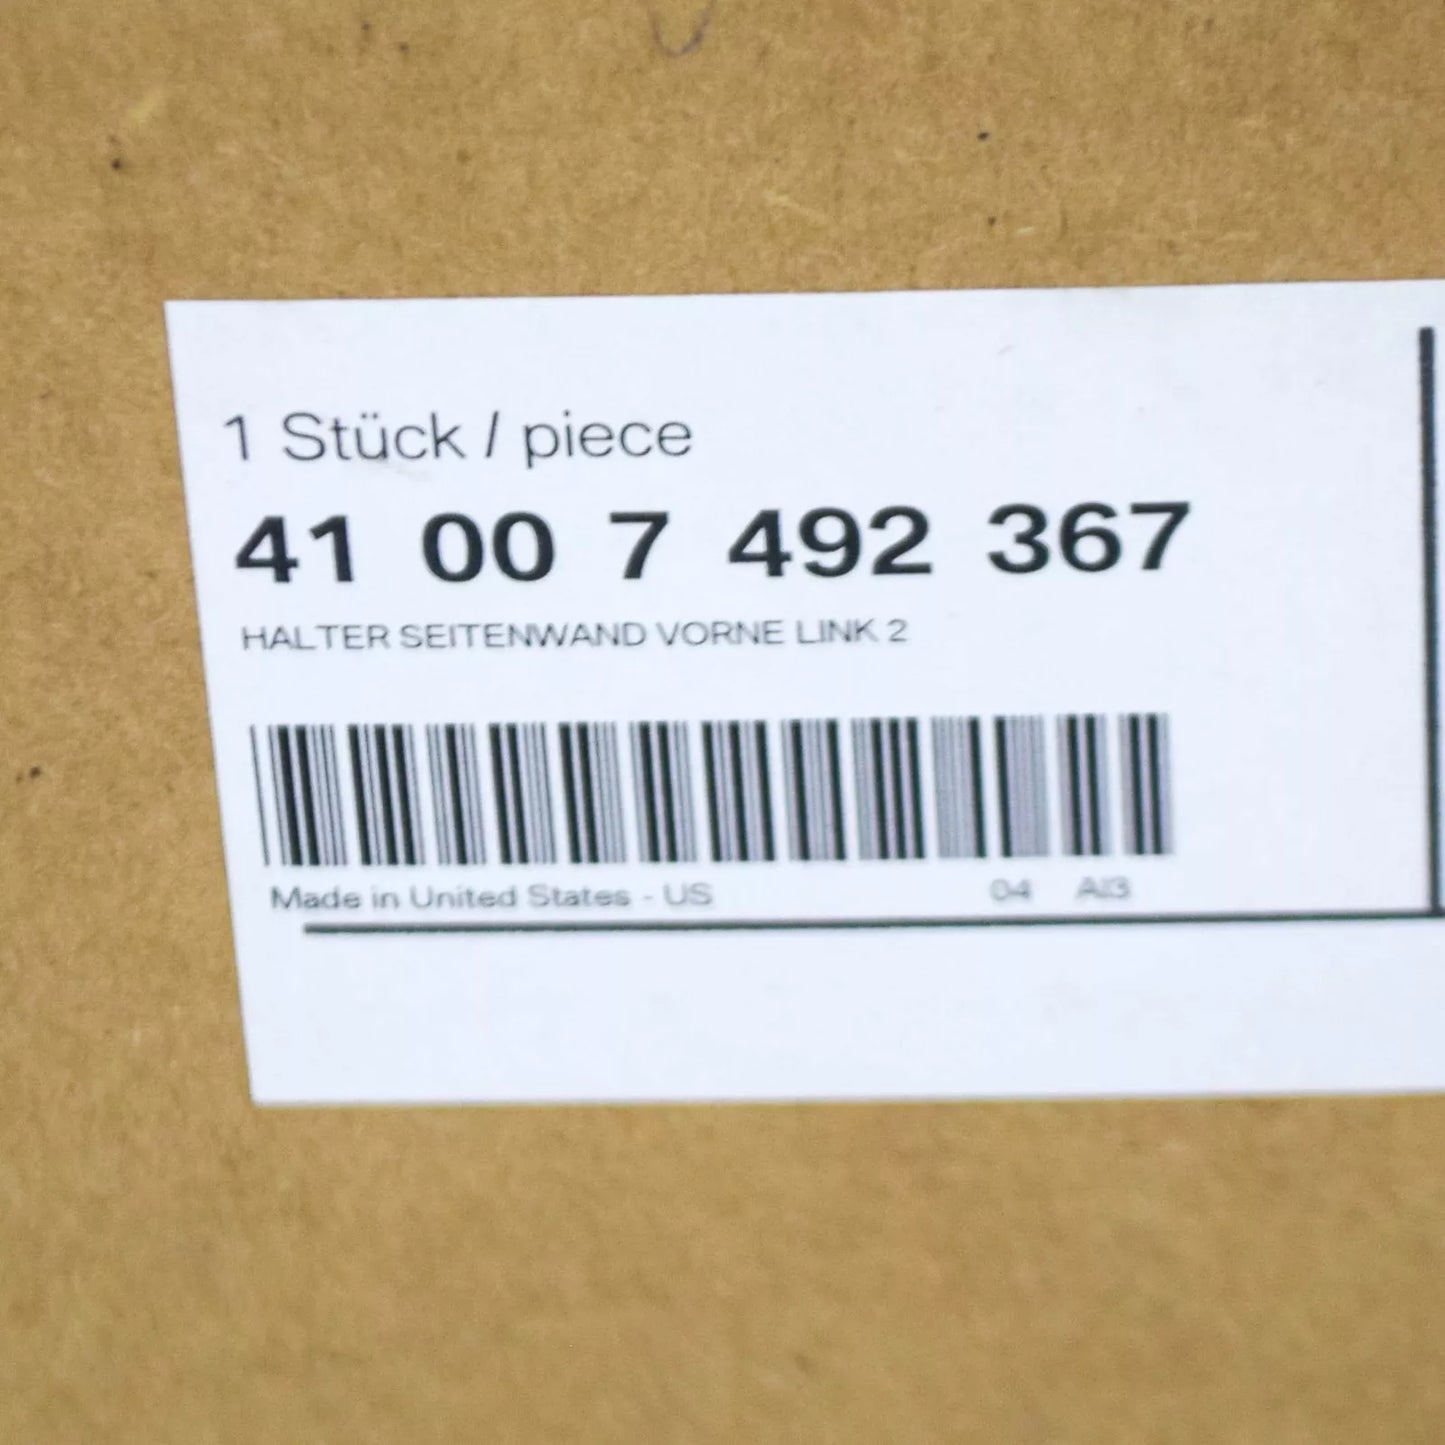 1 Stück / piece
41 00 7 492 367
HALTER SEITENWAND VORNE LINK 2
Made in United States - US 04 AI3